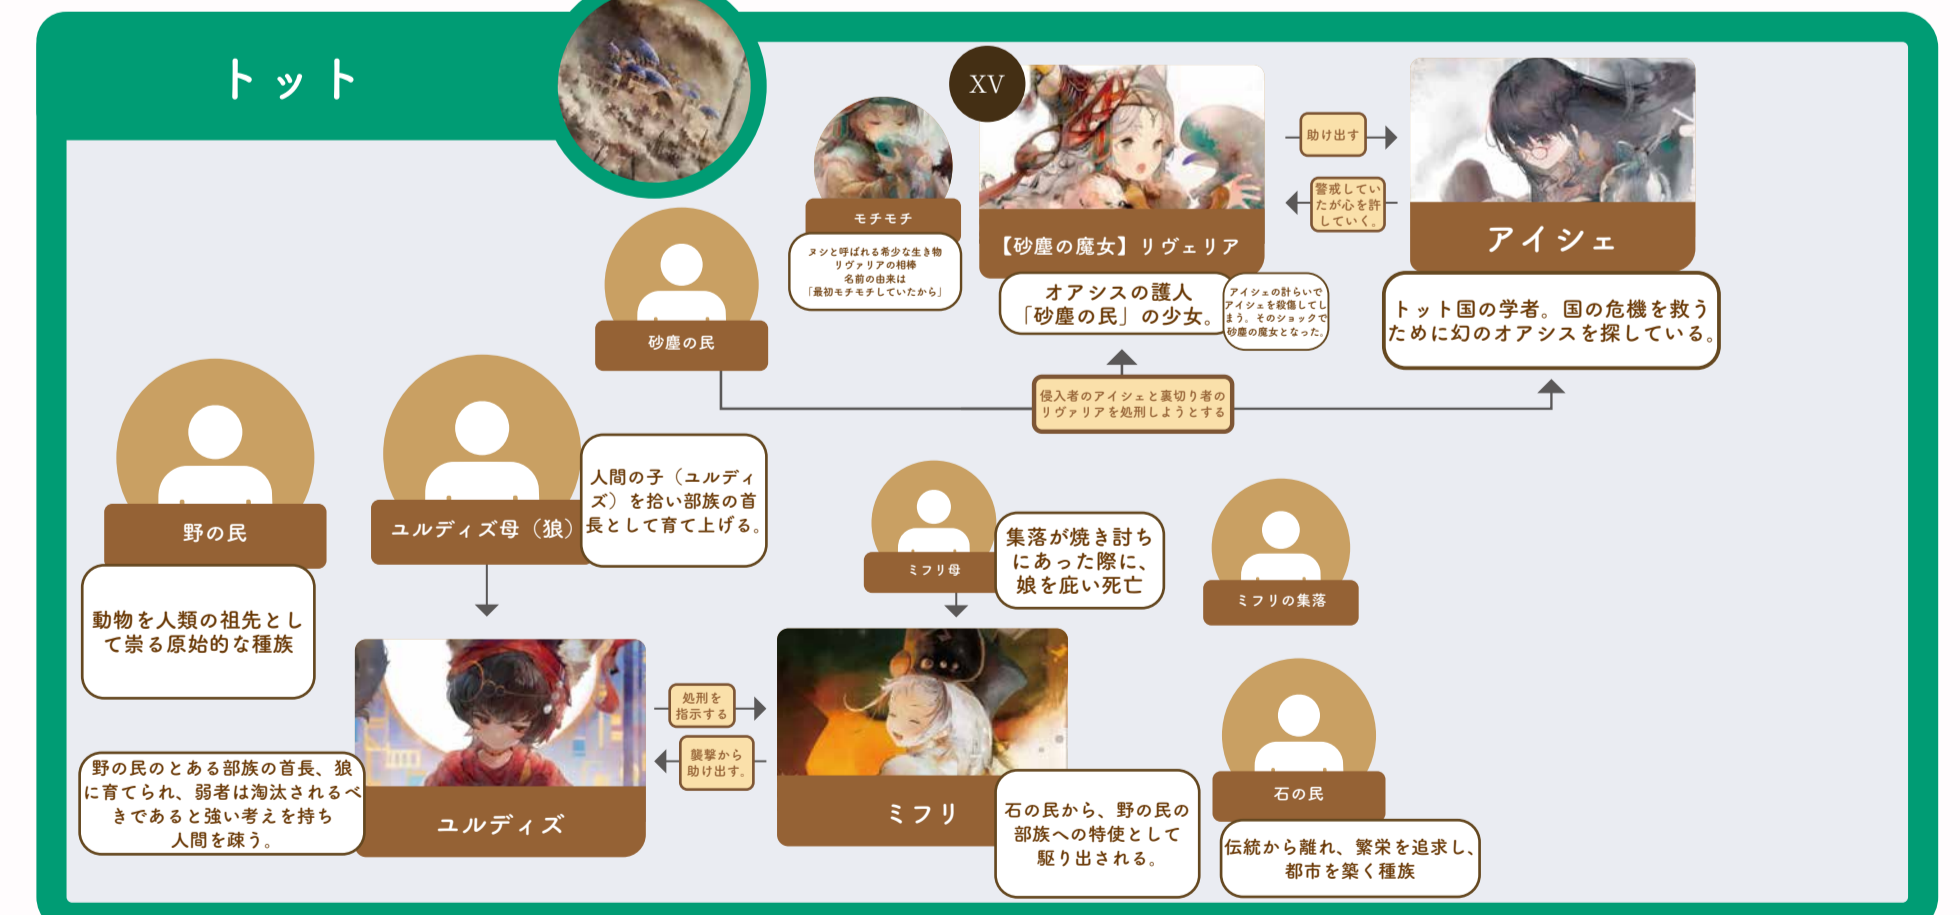 トット
XV
モチモチ
ヌシと呼ばれる希少な生き物
リヴァリアの相棒
名前の由来は
「最初モチモチしていたから」
【砂塵の魔女】リヴェリア
オアシスの護人
「砂塵の民」の少女。
アイシェの計らいで
アイシェを殺傷してし
まう。そのショックで
砂塵の魔女となった。
助け出す
警戒してい
たが心を許
していく。
アイシェ
トット国の学者。国の危機を救う
ために幻のオアシスを探している。
砂塵の民
侵入者のアイシェと裏切り者の
リヴァリアを処刑しようとする
野の民
動物を人類の祖先とし
て崇る原始的な種族
ユルディズ母（狼）
人間の子（ユルディ
ズ）を拾い部族の首
長として育て上げる。
ミフリ母
集落が焼き討ち
にあった際に、
娘を庇い死亡
ミフリの集落
野の民のとある部族の首長、狼
に育てられ、弱者は淘汰されるべ
きであると強い考えを持ち
人間を疎う。
ユルディズ
処刑を
指示する
襲撃から
助け出す。
ミフリ
石の民から、野の民の
部族への特使として
駆り出される。
石の民
伝統から離れ、繁栄を追求し、
都市を築く種族